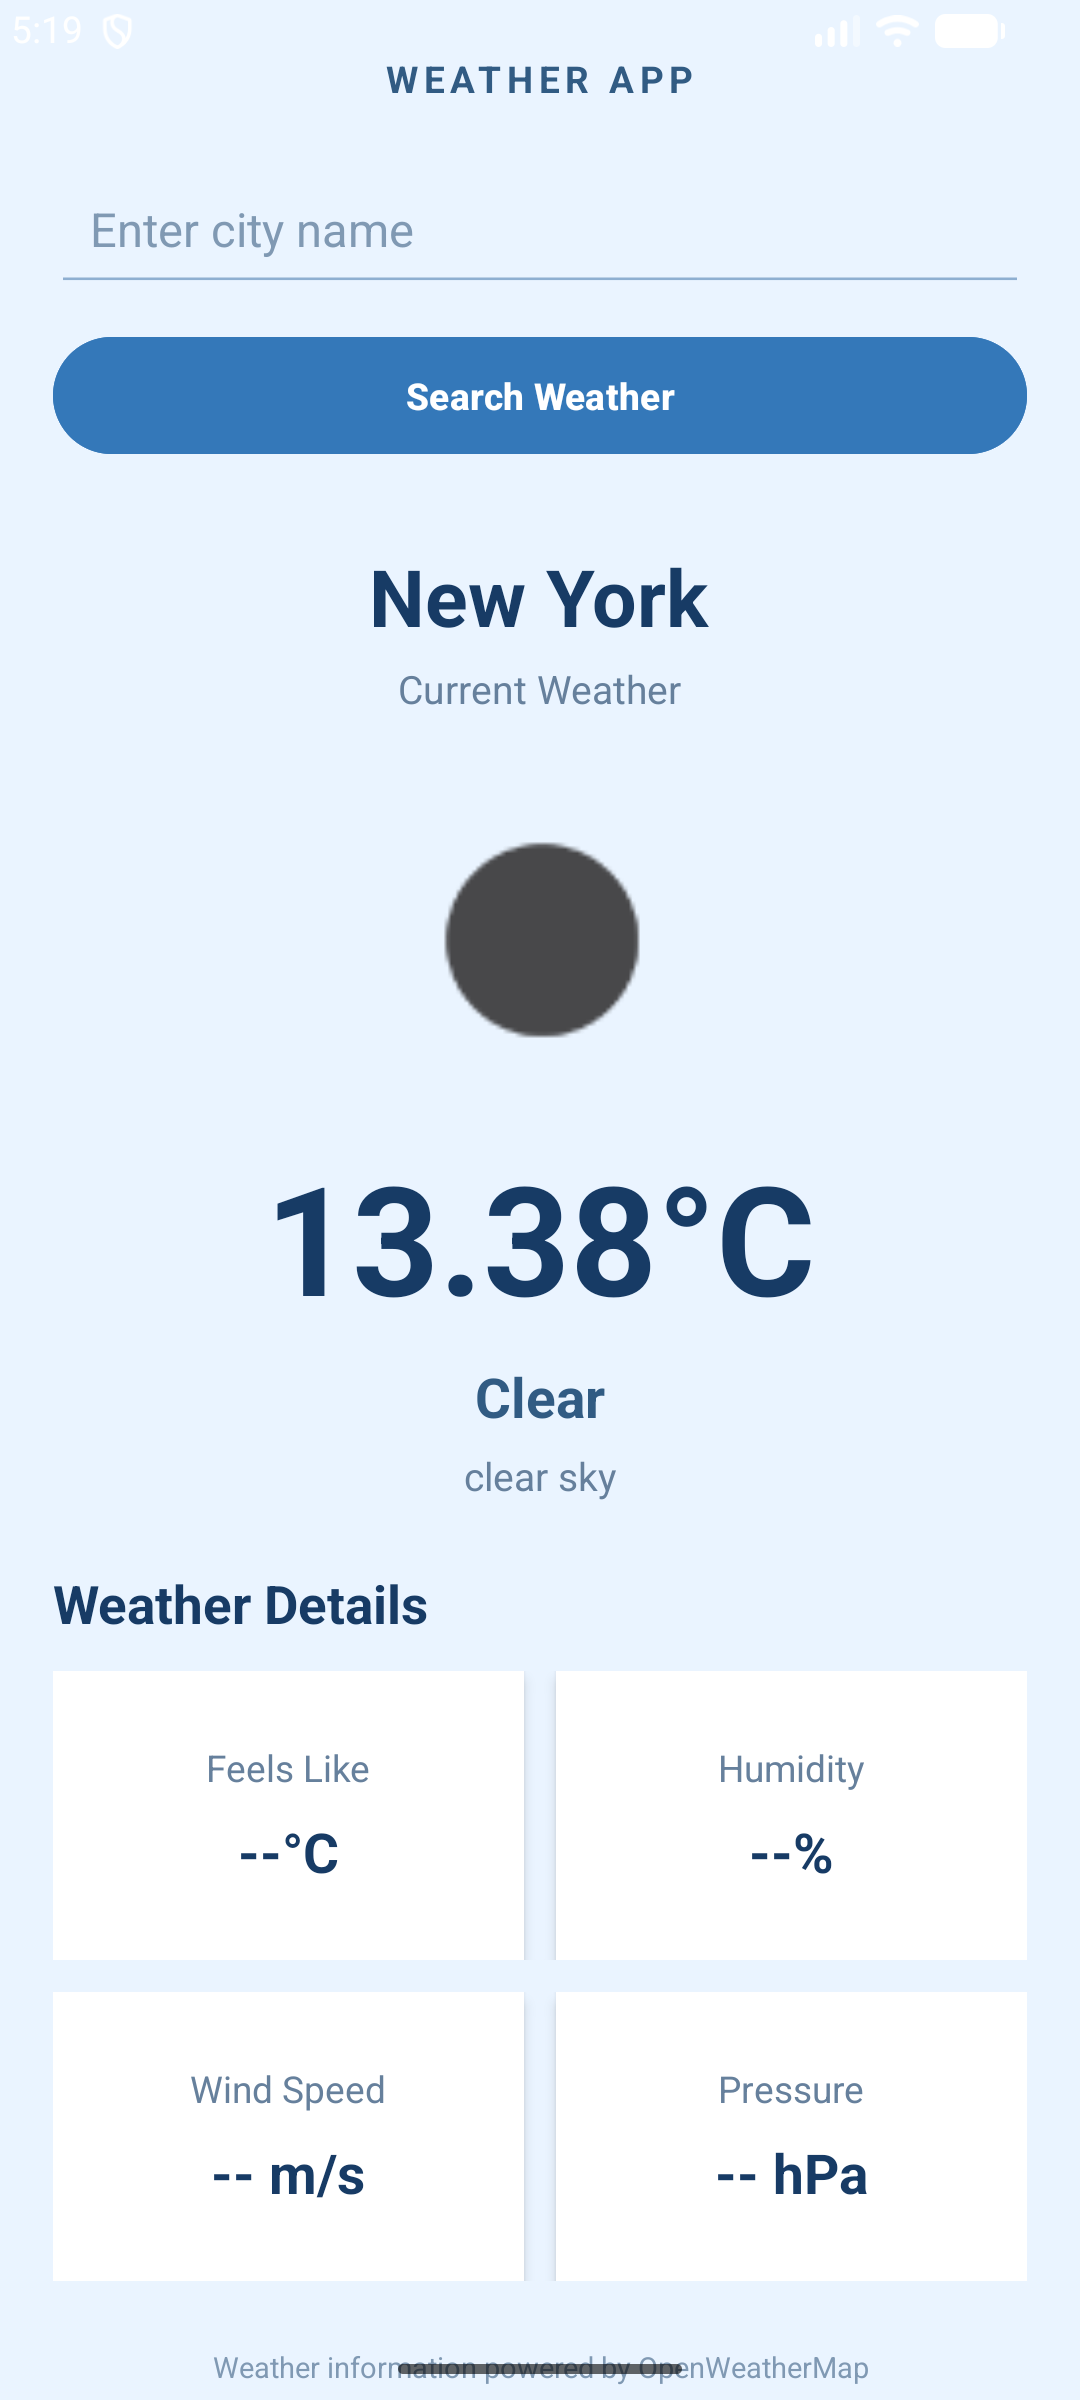 5:19
WEATHER APP
Enter city name
Search Weather
New York
Current Weather
13.38°C
Clear
clear sky
Weather Details
Feels Like
--°C
Humidity
--%
Wind Speed
-- m/s
Pressure
-- hPa
Weather information powered by OpenWeatherMap